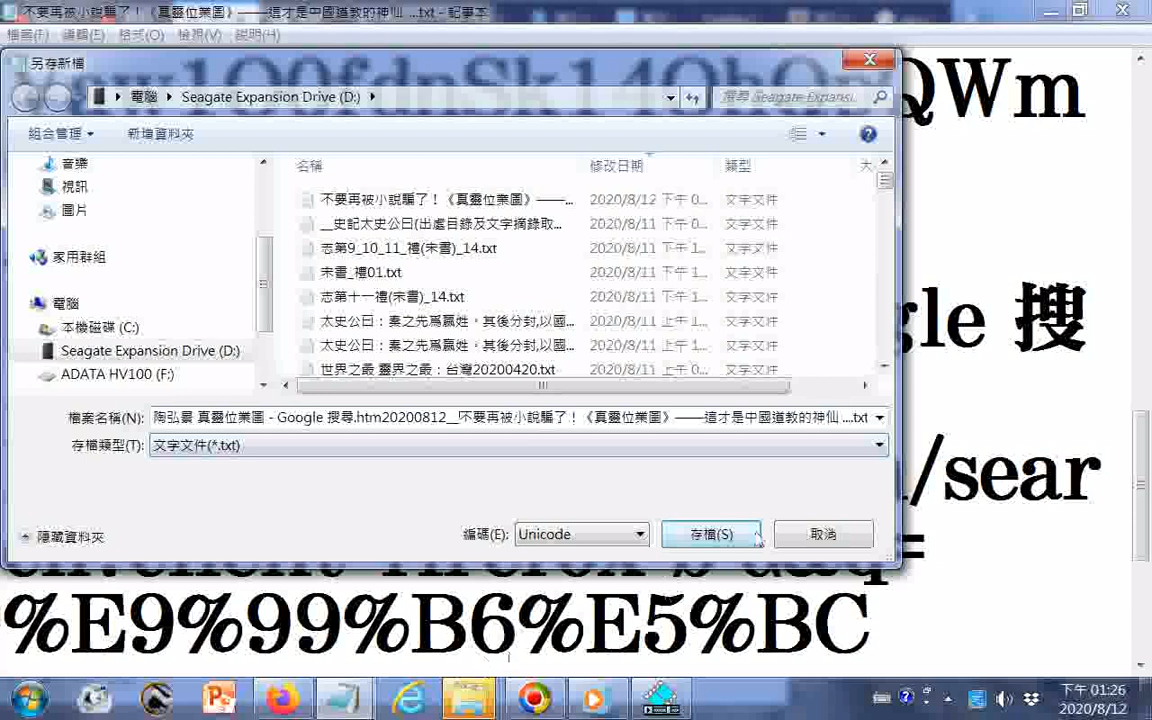 不要再被小說騙了！《真靈位業圖》——這才是中國道教的神仙 ....txt - 記事本
檔案(F) 編輯(E) 格式(O) 檢視(V) 說明(H)
QWm
另存新檔
電腦 Seagate Expansion Drive (D:)
搜尋 Seagate Expansi...
組合管理 新增資料夾
音樂
視訊
圖片
家用群組
電腦
本機磁碟 (C:)
Seagate Expansion Drive (D:)
ADATA HV100 (F:)
名稱 修改日期 類型 大
不要再被小說騙了！《真靈位業圖》——... 2020/8/12 下午 0... 文字文件
__史記太史公曰(出處目錄及文字摘錄取... 2020/8/11 下午 0... 文字文件
志第9_10_11_禮(宋書)_14.txt 2020/8/11 下午 1... 文字文件
宋書_禮01.txt 2020/8/11 下午 1... 文字文件
志第十一禮(宋書)_14.txt 2020/8/11 下午 1... 文字文件
太史公曰：秦之先爲嬴姓。其後分封,以國... 2020/8/11 上午 1... 文字文件
太史公曰：秦之先爲嬴姓。其後分封,以國... 2020/8/11 上午 1... 文字文件
世界之最 靈界之最：台灣20200420.txt 2020/8/11 上午 1... 文字文件
gle 搜
檔案名稱(N): 陶弘景 真靈位業圖 - Google 搜尋.htm20200812__不要再被小說騙了！《真靈位業圖》——這才是中國道教的神仙 ....txt
存檔類型(T): 文字文件(*.txt)
/sear
隱藏資料夾 編碼(E): Unicode 存檔(S) 取消
%E9%99%B6%E5%BC
下午 01:26
2020/8/12